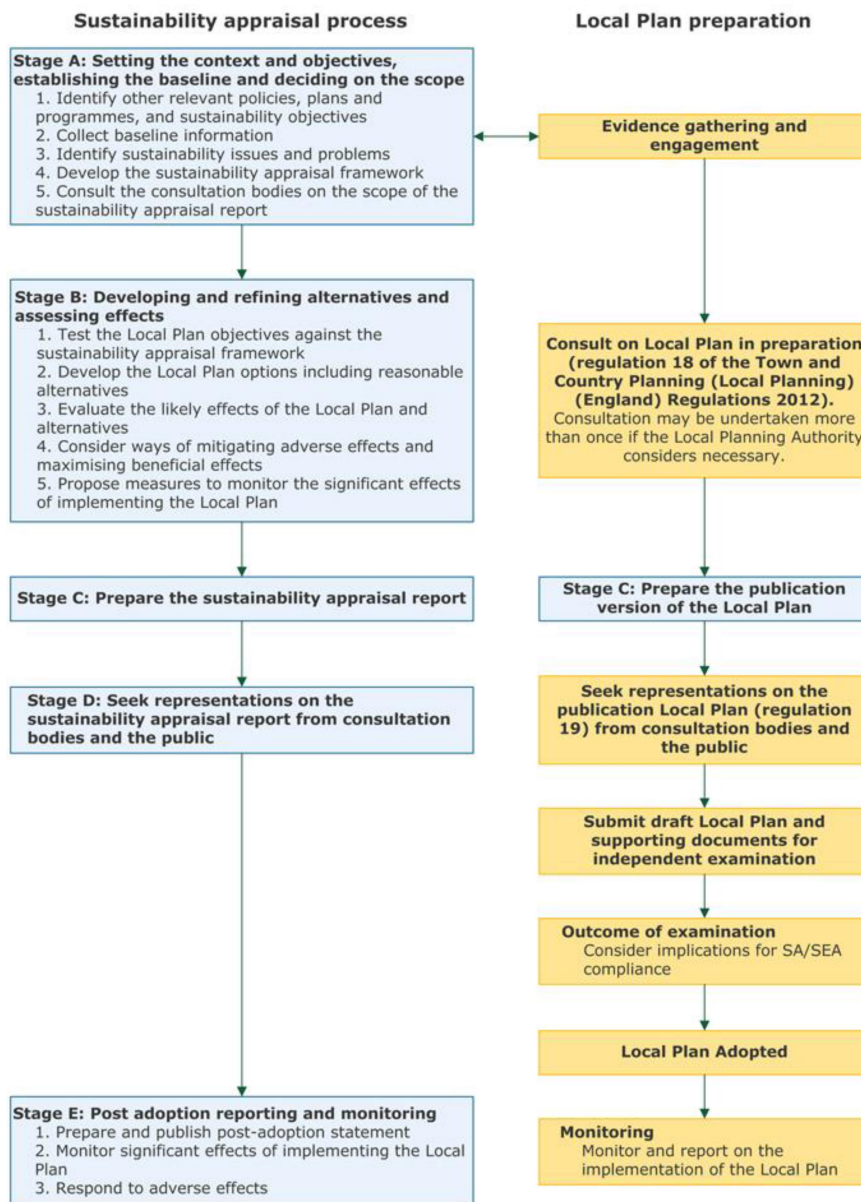 Sustainability appraisal process
Stage A: Setting the context and objectives,
establishing the baseline and deciding on the scope
1. Identify other relevant policies, plans and
programmes, and sustainability objectives
2. Collect baseline information
3. Identify sustainability issues and problems
4. Develop the sustainability appraisal framework
5. Consult the consultation bodies on the scope of the
sustainability appraisal report
Stage B: Developing and refining alternatives and
assessing effects
1. Test the Local Plan objectives against the
sustainability appraisal framework
2. Develop the Local Plan options including reasonable
alternatives
3. Evaluate the likely effects of the Local Plan and
alternatives
4. Consider ways of mitigating adverse effects and
maximising beneficial effects
5. Propose measures to monitor the significant effects
of implementing the Local Plan
Stage C: Prepare the sustainability appraisal report
Stage D: Seek representations on the
sustainability appraisal report from consultation
bodies and the public
Stage E: Post adoption reporting and monitoring
1. Prepare and publish post-adoption statement
2. Monitor significant effects of implementing the Local
Plan
3. Respond to adverse effects
Local Plan preparation
Evidence gathering and
engagement
Consult on Local Plan in preparation
(regulation 18 of the Town and
Country Planning (Local Planning)
(England) Regulations 2012).
Consultation may be undertaken more
than once if the Local Planning Authority
considers necessary.
Stage C: Prepare the publication
version of the Local Plan
Seek representations on the
publication Local Plan (regulation
19) from consultation bodies and
the public
Submit draft Local Plan and
supporting documents for
independent examination
Outcome of examination
Consider implications for SA/SEA
compliance
Local Plan Adopted
Monitoring
Monitor and report on the
implementation of the Local Plan